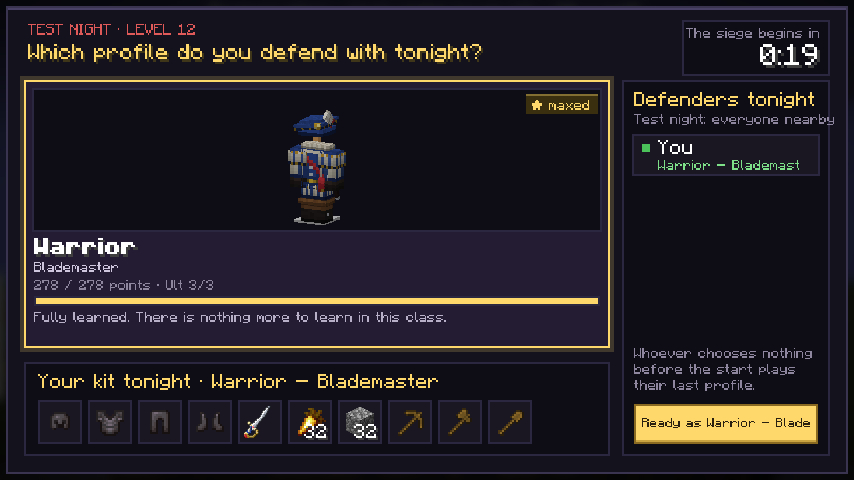 TEST NIGHT · LEVEL 12
Which profile do you defend with tonight?
The siege begins in
0:19
maxed
Warrior
Blademaster
278 / 278 points · Ult 3/3
Fully learned. There is nothing more to learn in this class.
Defenders tonight
Test night: everyone nearby
You
Warrior — Blademast
Whoever chooses nothing
before the start plays
their last profile.
Ready as Warrior — Blade
Your kit tonight · Warrior — Blademaster
32
32